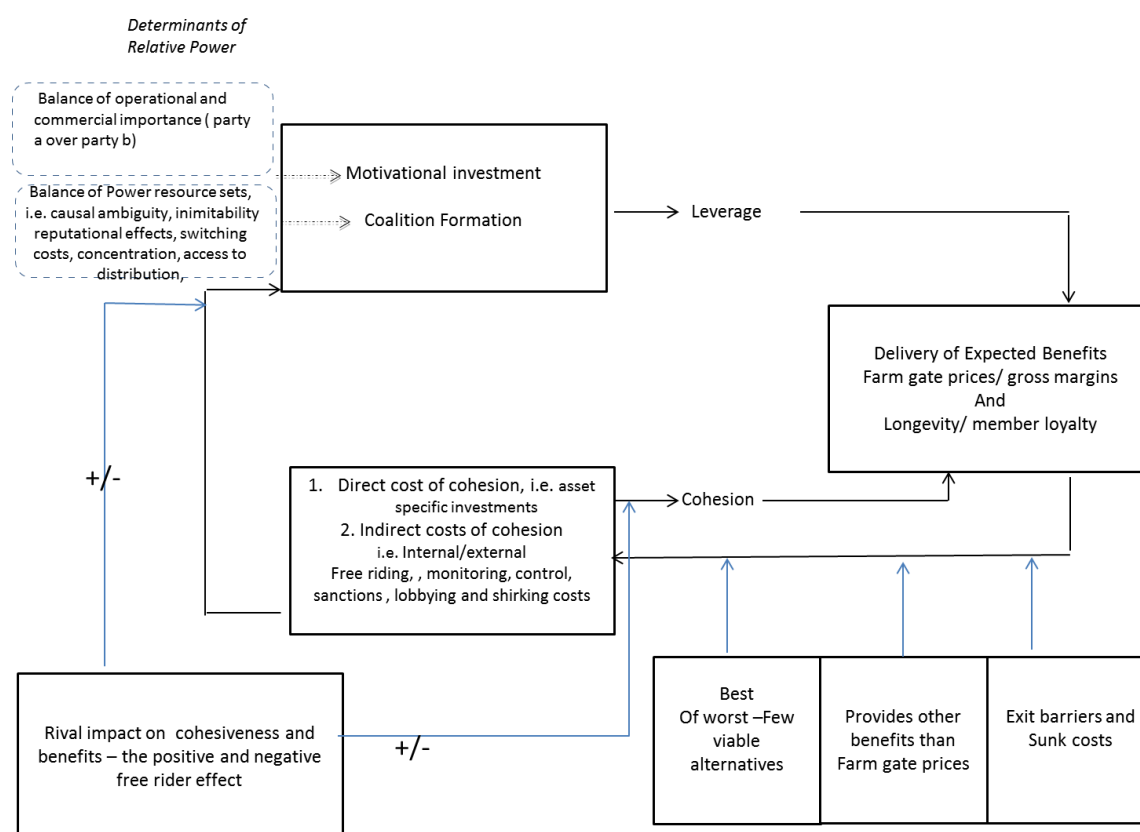 Determinants of
Relative Power
Balance of operational and
commercial importance ( party
a over party b)
Balance of Power resource sets,
i.e. causal ambiguity, inimitability
reputational effects, switching
costs, concentration, access to
distribution,
Motivational investment
Coalition Formation
Leverage
Delivery of Expected Benefits
Farm gate prices/ gross margins
And
Longevity/ member loyalty
+/-
1. Direct cost of cohesion, i.e. asset
specific investments
2. Indirect costs of cohesion
i.e. Internal/external
Free riding, , monitoring, control,
sanctions , lobbying and shirking costs
Cohesion
Rival impact on cohesiveness and
benefits – the positive and negative
free rider effect
+/-
Best
Of worst –Few
viable
alternatives
Provides other
benefits than
Farm gate prices
Exit barriers and
Sunk costs